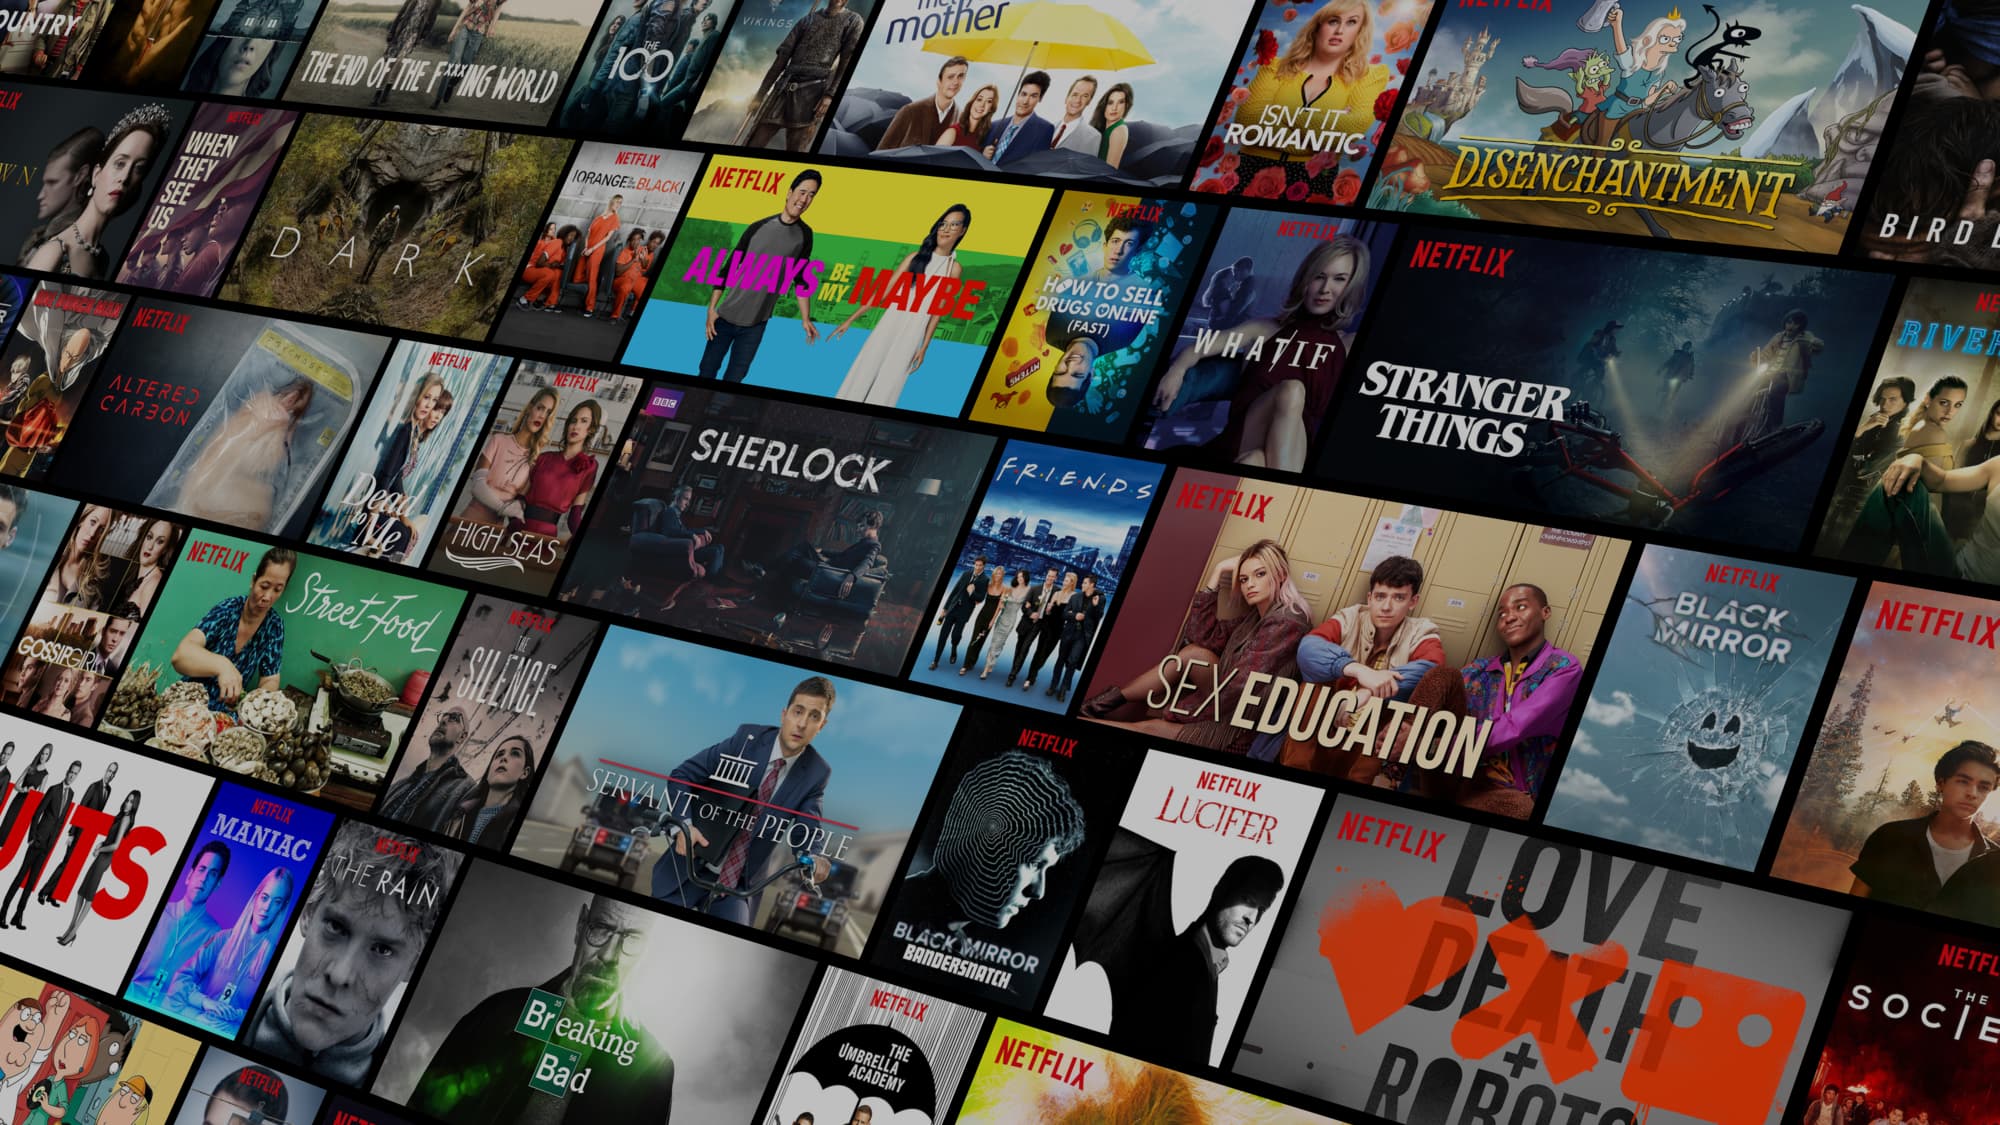 OUNTRY
THE END OF THE F***ING WORLD
THE
100
VIKINGS
mother
ISN'T IT
ROMANTIC
NETFLIX
DISENCHANTMENT
BIRD
WN
NETFLIX
WHEN
THEY
SEE
US
DARK
NETFLIX
ORANGE IS THE NEW BLACK
NETFLIX
ALWAYS
BE
MY
MAYBE
NETFLIX
HOW TO SELL
DRUGS ONLINE
(FAST)
NETFLIX
WHAT/IF
NETFLIX
STRANGER
THINGS
RIVER
ONE PUNCH MAN
NETFLIX
ALTERED
CARBON
NETFLIX
Dead
to
Me
NETFLIX
HIGH SEAS
BBC
SHERLOCK
F·R·I·E·N·D·S
NETFLIX
SEX EDUCATION
NETFLIX
BLACK
MIRROR
NETFLIX
GOSSIP GIRL
NETFLIX
Street Food
NETFLIX
THE
SILENCE
SERVANT OF THE PEOPLE
NETFLIX
BLACK MIRROR
BANDERSNATCH
NETFLIX
LUCIFER
NETFLIX
LOVE
DEATH
+
ROBOTS
NETFL
THE
SOCIE
UITS
NETFLIX
MANIAC
NETFLIX
THE RAIN
Breaking
Bad
NETFLIX
THE
UMBRELLA
ACADEMY
NETFLIX
NETFLIX